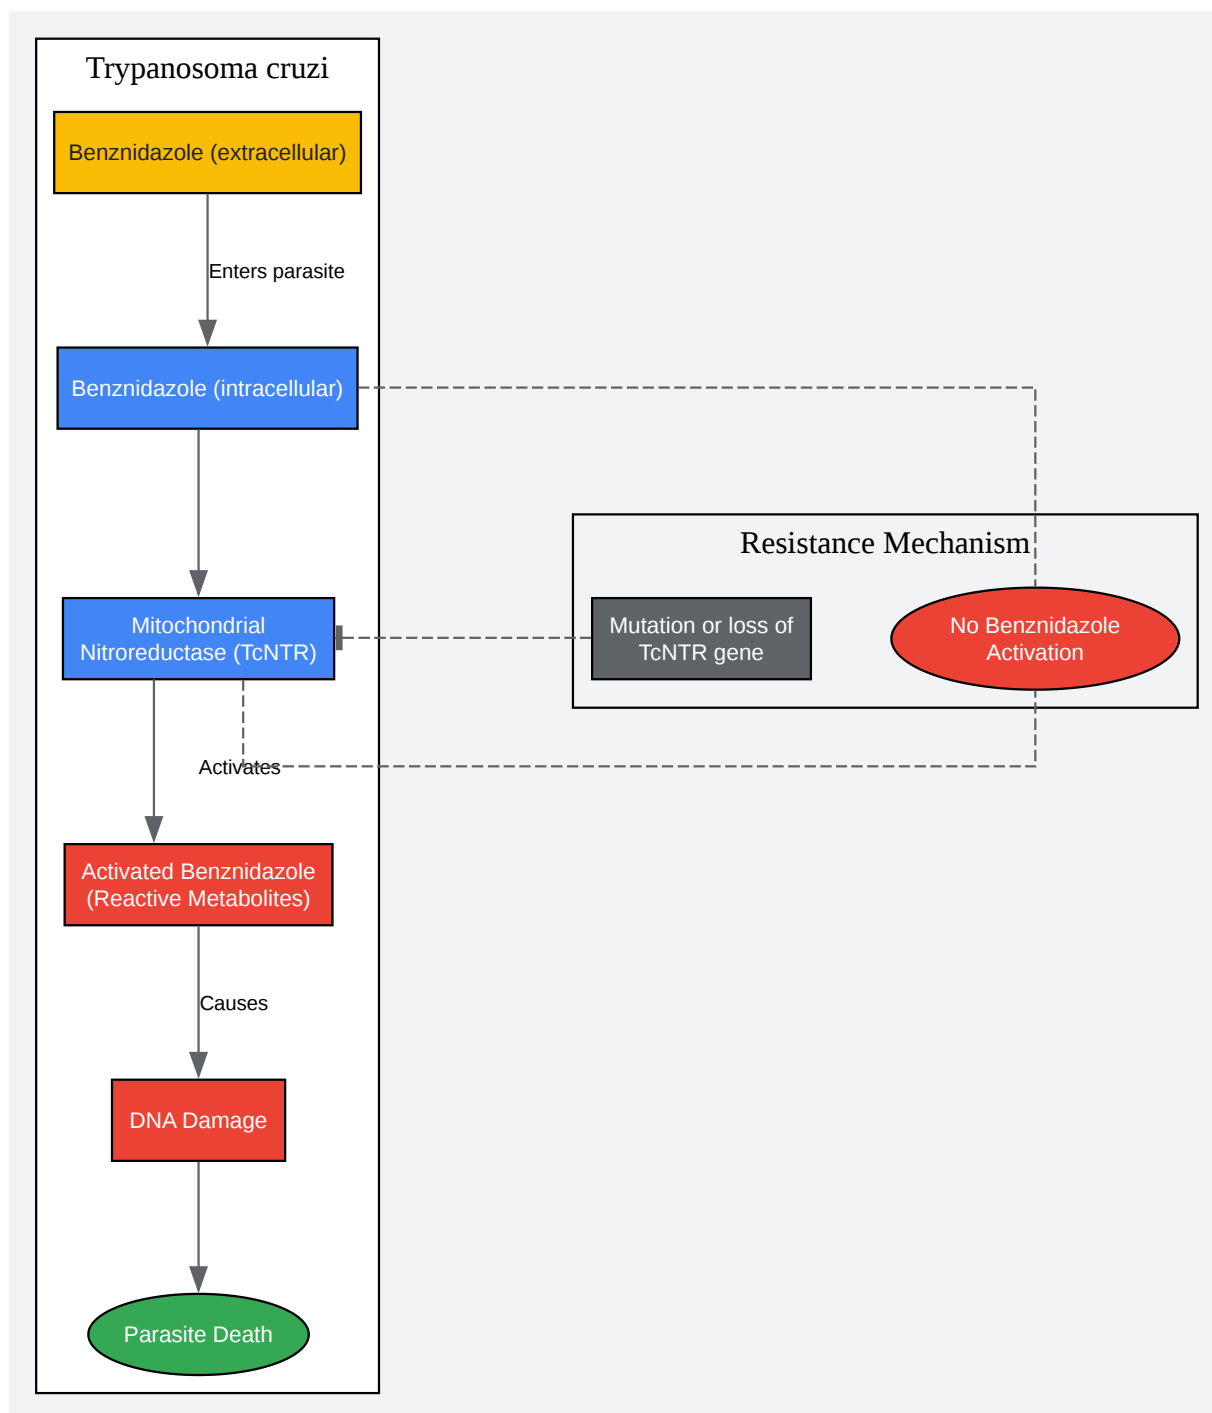 Trypanosoma cruzi
Benznidazole (extracellular)
Enters parasite
Benznidazole (intracellular)
Resistance Mechanism
Mitochondrial
Nitroreductase (TcNTR)
Mutation or loss of
TcNTR gene
No Benznidazole
Activation
Activates
Activated Benznidazole
(Reactive Metabolites)
Causes
DNA Damage
Parasite Death